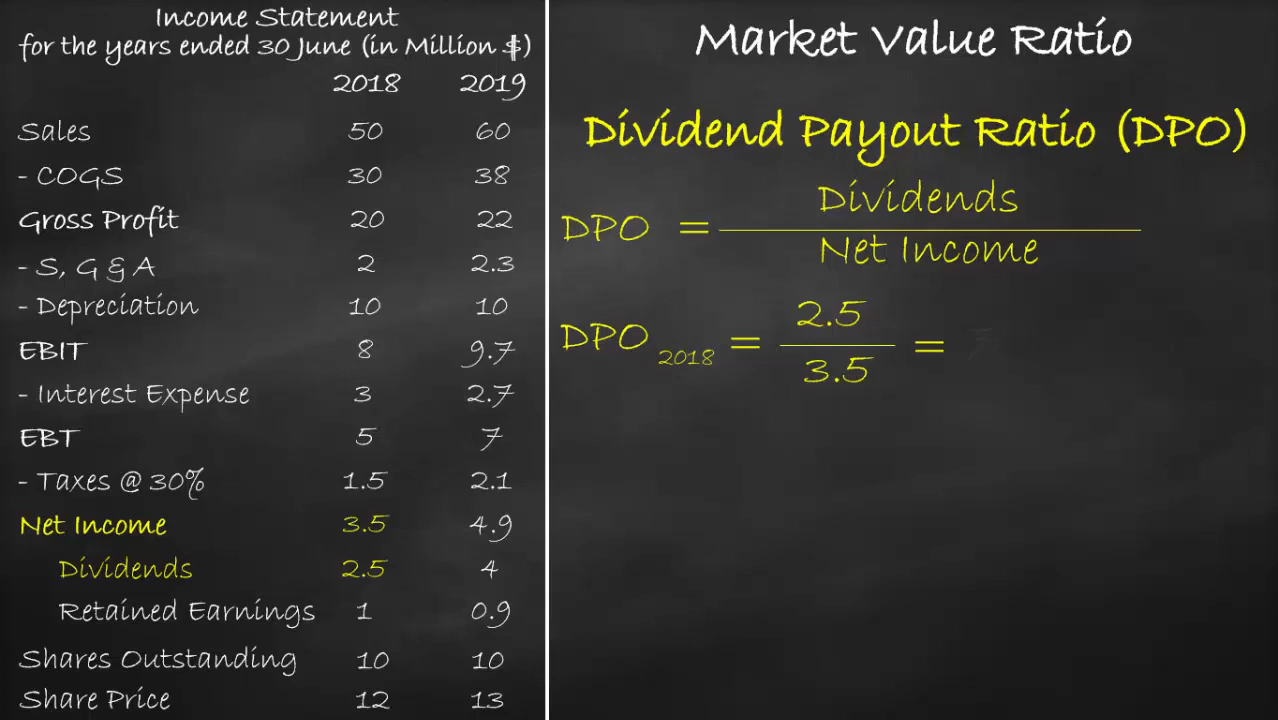 Income Statement
for the years ended 30 June (in Million $)
2018 2019
Sales 50 60
- COGS 30 38
Gross Profit 20 22
- S, G & A 2 2.3
- Depreciation 10 10
EBIT 8 9.7
- Interest Expense 3 2.7
EBT 5 7
- Taxes @ 30% 1.5 2.1
Net Income 3.5 4.9
Dividends 2.5 4
Retained Earnings 1 0.9
Shares Outstanding 10 10
Share Price 12 13
Market Value Ratio
Dividend Payout Ratio (DPO)
DPO = Dividends
Net Income
DPO 2018 = 2.5
3.5 =